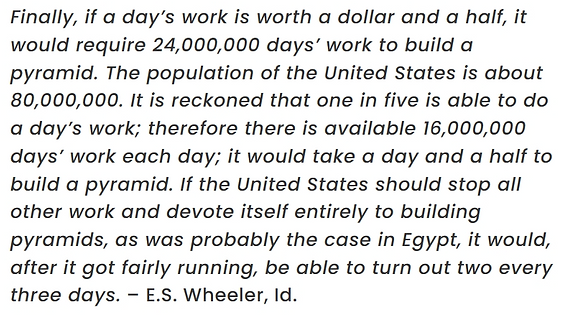 Finally, if a day’s work is worth a dollar and a half, it
would require 24,000,000 days’ work to build a
pyramid. The population of the United States is about
80,000,000. It is reckoned that one in five is able to do
a day’s work; therefore there is available 16,000,000
days’ work each day; it would take a day and a half to
build a pyramid. If the United States should stop all
other work and devote itself entirely to building
pyramids, as was probably the case in Egypt, it would,
after it got fairly running, be able to turn out two every
three days. – E.S. Wheeler, Id.